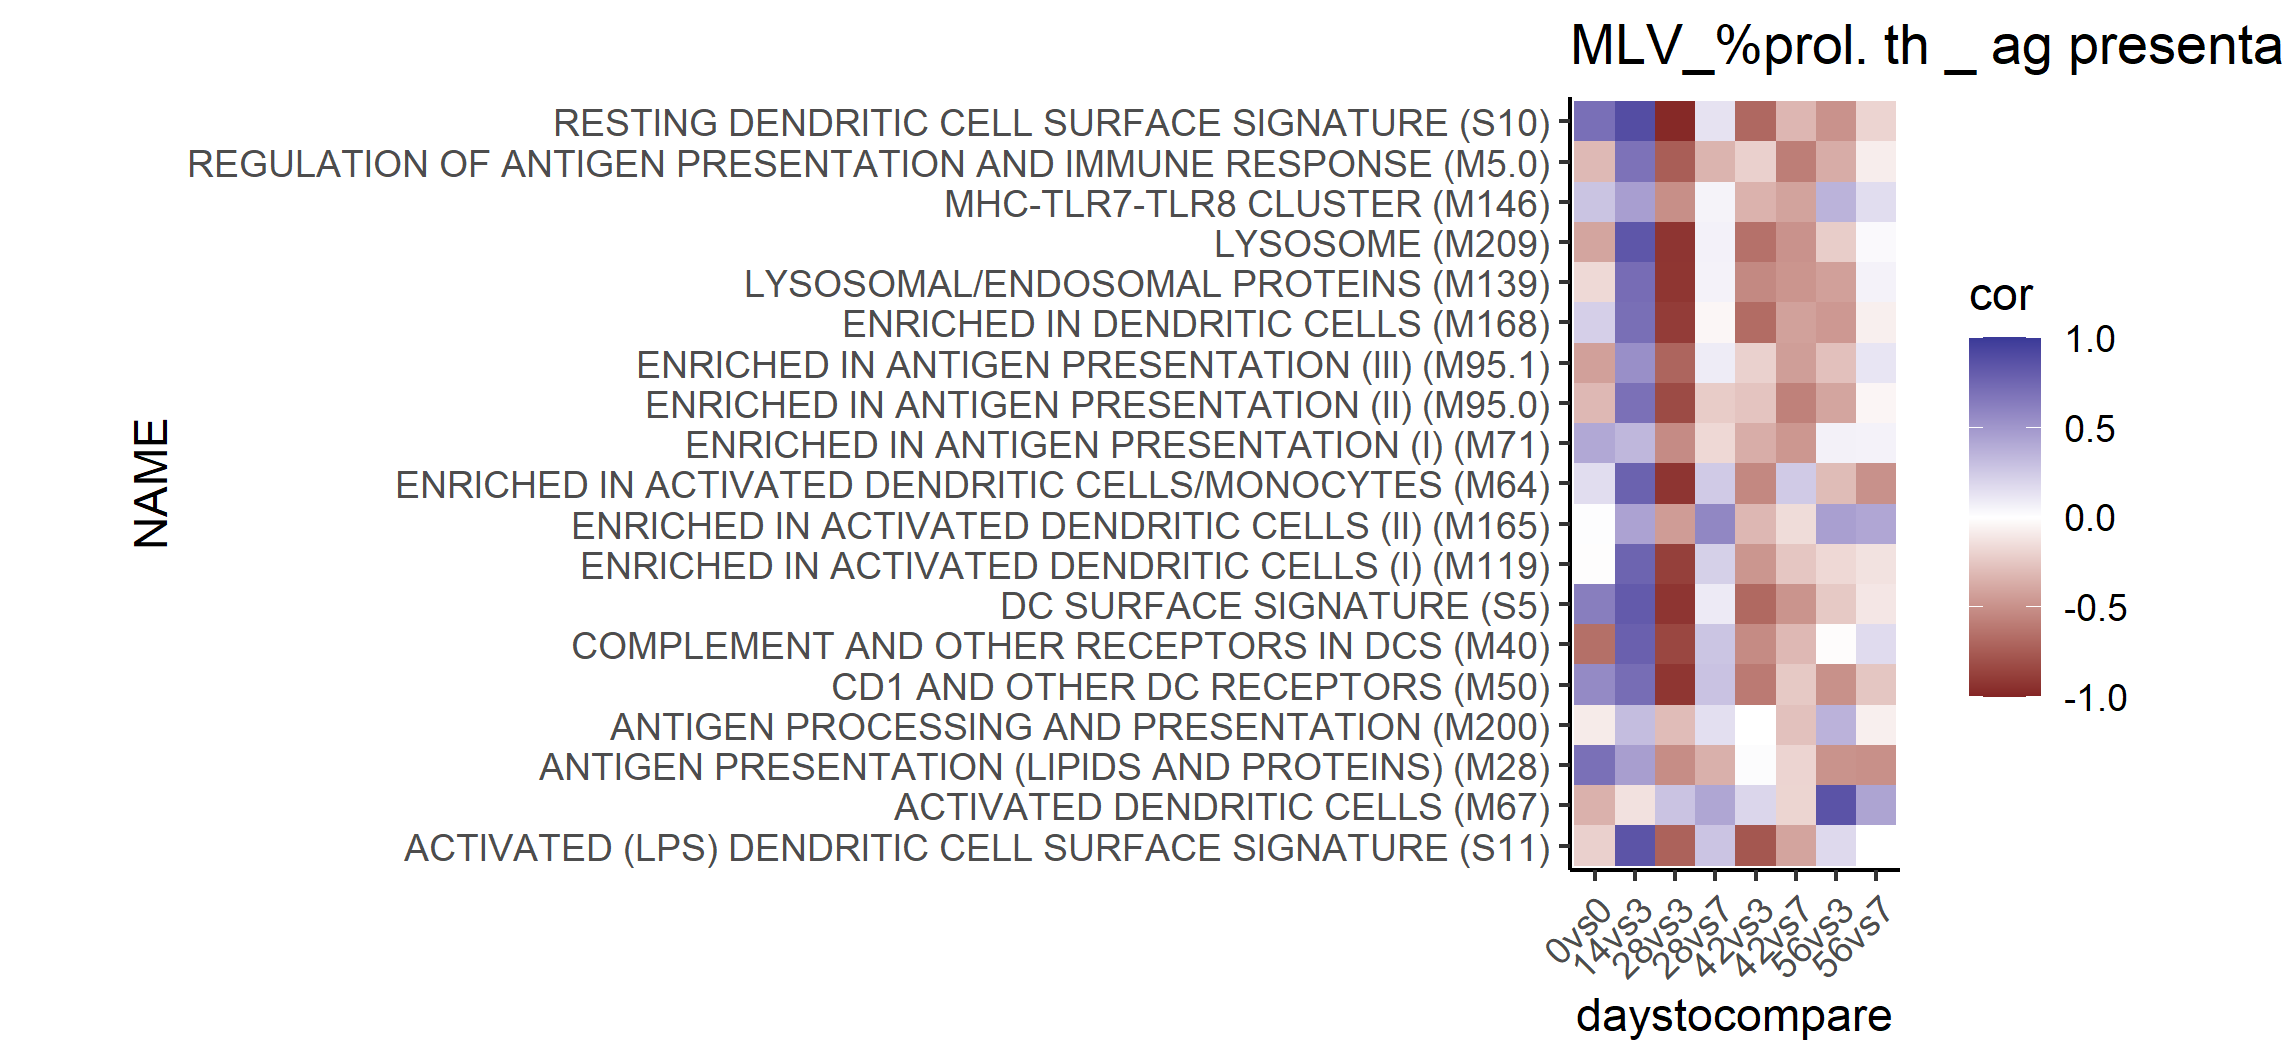 MLV_%prol. th _ ag presenta
RESTING DENDRITIC CELL SURFACE SIGNATURE (S10)
REGULATION OF ANTIGEN PRESENTATION AND IMMUNE RESPONSE (M5.0)
MHC-TLR7-TLR8 CLUSTER (M146)
LYSOSOME (M209)
LYSOSOMAL/ENDOSOMAL PROTEINS (M139)
ENRICHED IN DENDRITIC CELLS (M168)
ENRICHED IN ANTIGEN PRESENTATION (III) (M95.1)
ENRICHED IN ANTIGEN PRESENTATION (II) (M95.0)
ENRICHED IN ANTIGEN PRESENTATION (I) (M71)
ENRICHED IN ACTIVATED DENDRITIC CELLS/MONOCYTES (M64)
ENRICHED IN ACTIVATED DENDRITIC CELLS (II) (M165)
ENRICHED IN ACTIVATED DENDRITIC CELLS (I) (M119)
DC SURFACE SIGNATURE (S5)
COMPLEMENT AND OTHER RECEPTORS IN DCS (M40)
CD1 AND OTHER DC RECEPTORS (M50)
ANTIGEN PROCESSING AND PRESENTATION (M200)
ANTIGEN PRESENTATION (LIPIDS AND PROTEINS) (M28)
ACTIVATED DENDRITIC CELLS (M67)
ACTIVATED (LPS) DENDRITIC CELL SURFACE SIGNATURE (S11)
NAME
0vs0
14vs3
28vs3
28vs7
42vs3
42vs7
56vs3
56vs7
daystocompare
cor
1.0
0.5
0.0
-0.5
-1.0